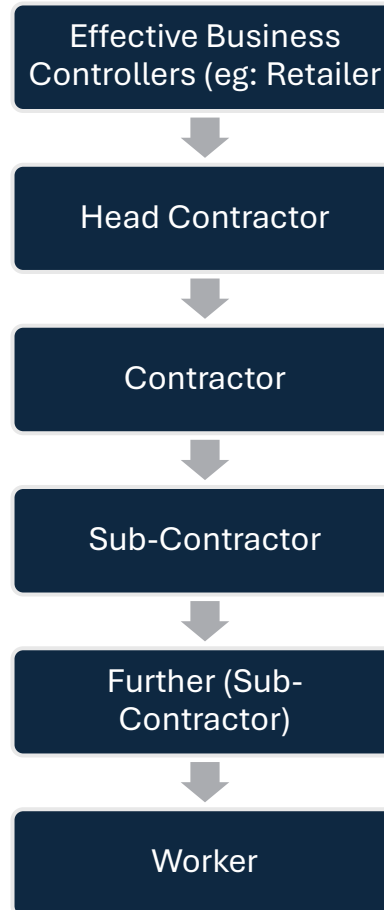 Effective Business
Controllers (eg: Retailer
Head Contractor
Contractor
Sub-Contractor
Further (Sub-
Contractor)
Worker